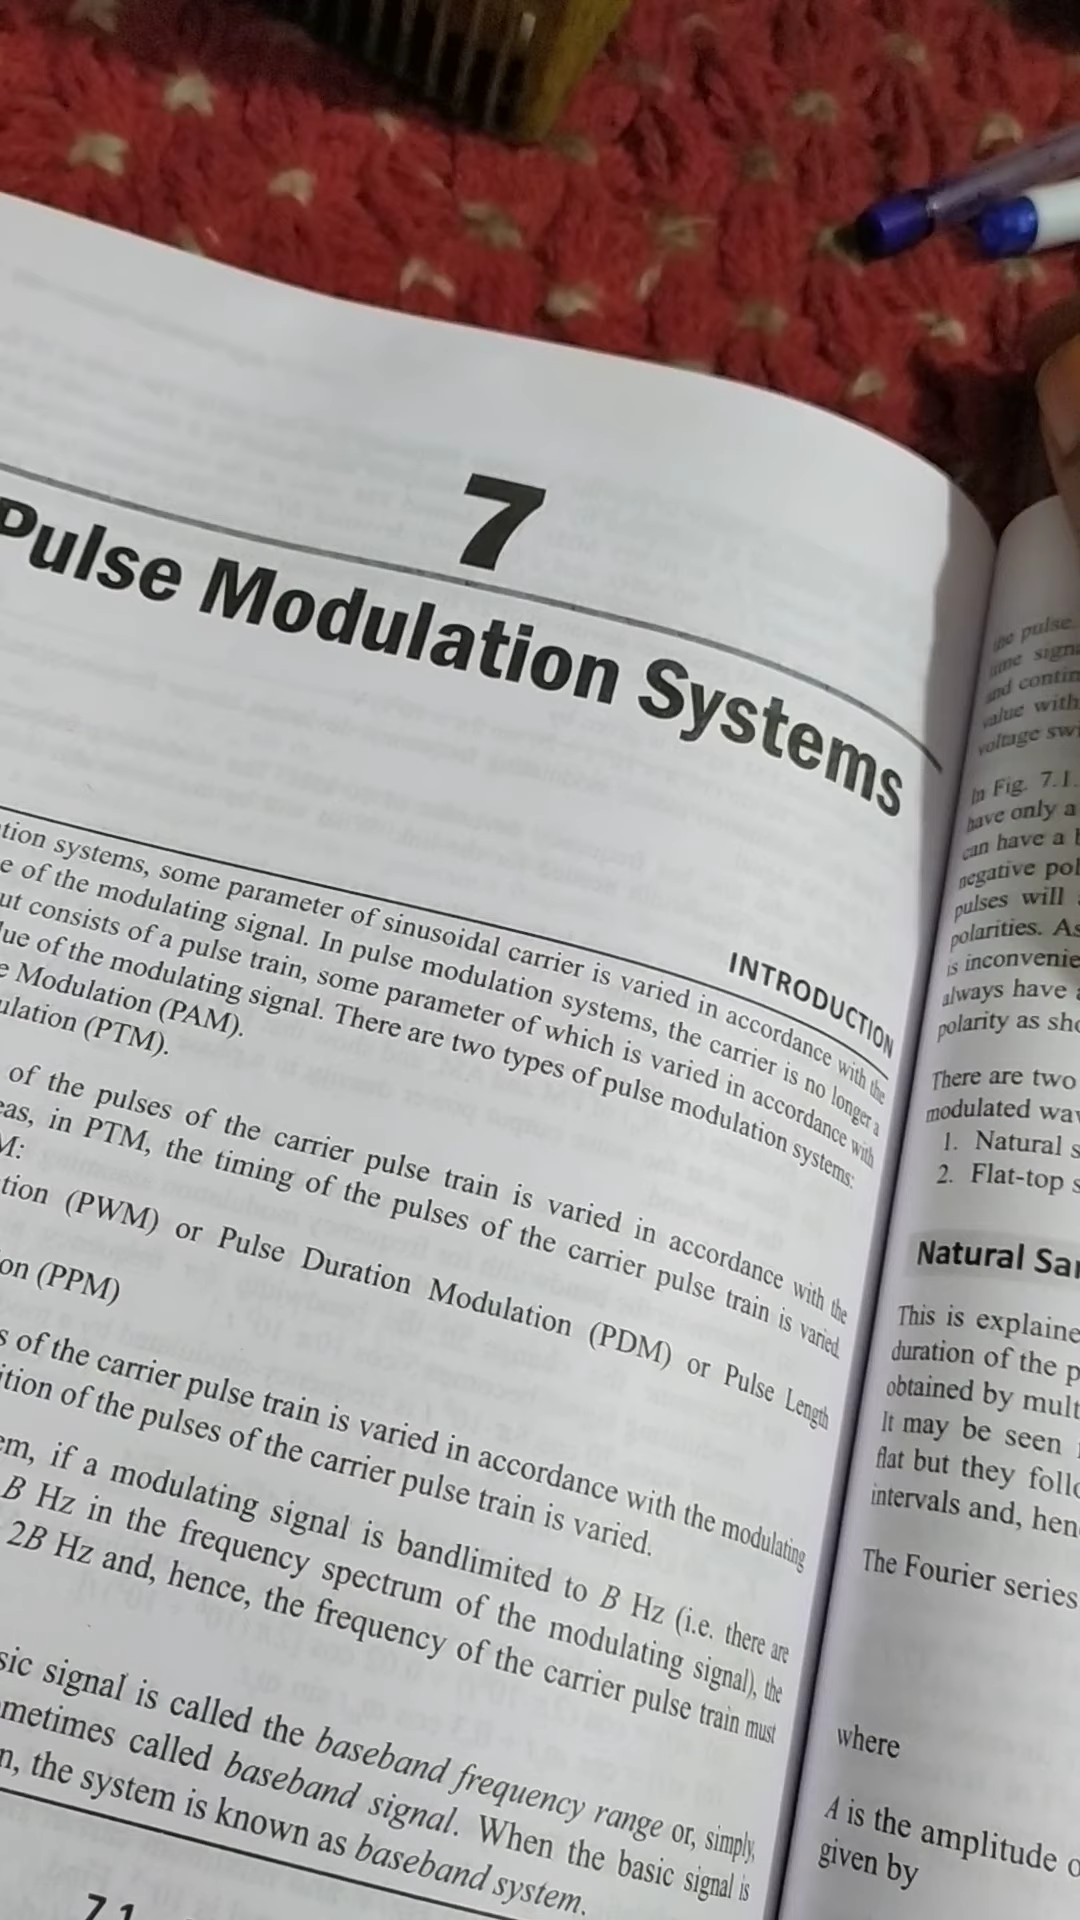 7
Pulse Modulation Systems
INTRODUCTION
tion systems, some parameter of sinusoidal carrier is varied in accordance with the
e of the modulating signal. In pulse modulation systems, the carrier is no longer a
ut consists of a pulse train, some parameter of which is varied in accordance with
lue of the modulating signal. There are two types of pulse modulation systems:
e Modulation (PAM).
ulation (PTM).
of the pulses of the carrier pulse train is varied in accordance with the
eas, in PTM, the timing of the pulses of the carrier pulse train is varied.
M:
tion (PWM) or Pulse Duration Modulation (PDM) or Pulse Length
on (PPM)
s of the carrier pulse train is varied in accordance with the modulating
ition of the pulses of the carrier pulse train is varied.
em, if a modulating signal is bandlimited to B Hz (i.e. there are
B Hz in the frequency spectrum of the modulating signal), the
2B Hz and, hence, the frequency of the carrier pulse train must
sic signal is called the baseband frequency range or, simply,
ometimes called baseband signal. When the basic signal is
n, the system is known as baseband system.
7.1
the pulse.
time signa
and contin
value with
voltage sw
In Fig. 7.1.
have only a
can have a b
negative pol
pulses will
polarities. As
is inconvenie
always have a
polarity as sho
There are two
modulated wav
1. Natural s
2. Flat-top s
Natural Sam
This is explaine
duration of the p
obtained by mult
It may be seen
flat but they follo
intervals and, hen
The Fourier series
where
A is the amplitude o
given by